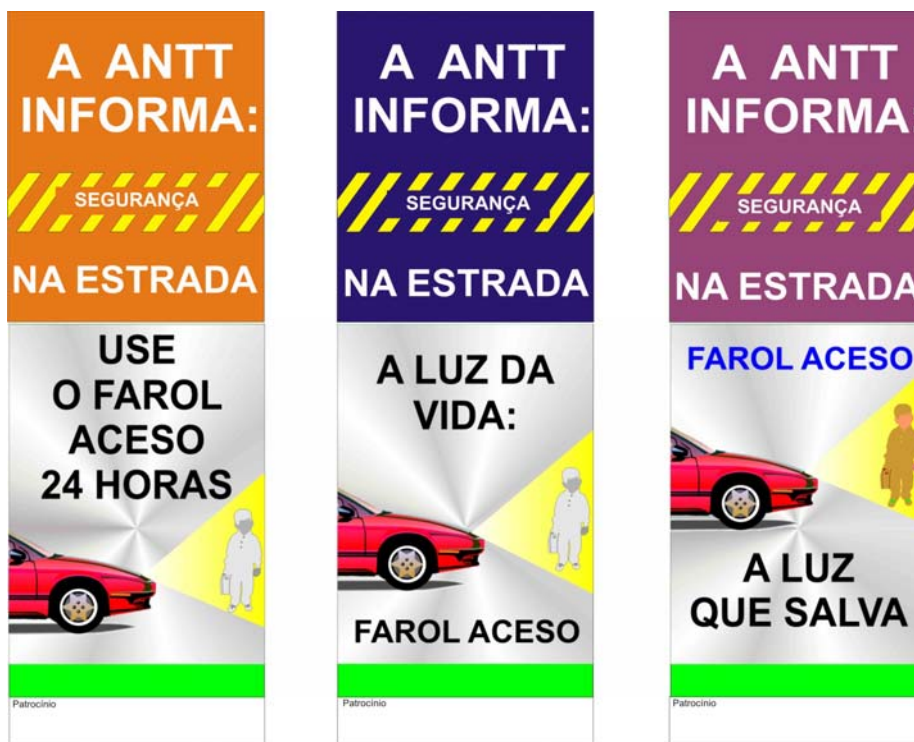 A ANTT
INFORMA:
SEGURANÇA
NA ESTRADA
USE
O FAROL
ACESO
24 HORAS
Patrocínio
A ANTT
INFORMA:
SEGURANÇA
NA ESTRADA
A LUZ DA
VIDA:
FAROL ACESO
Patrocínio
A ANTT
INFORMA
SEGURANÇA
NA ESTRADA
FAROL ACESO
A LUZ
QUE SALVA
Patrocínio